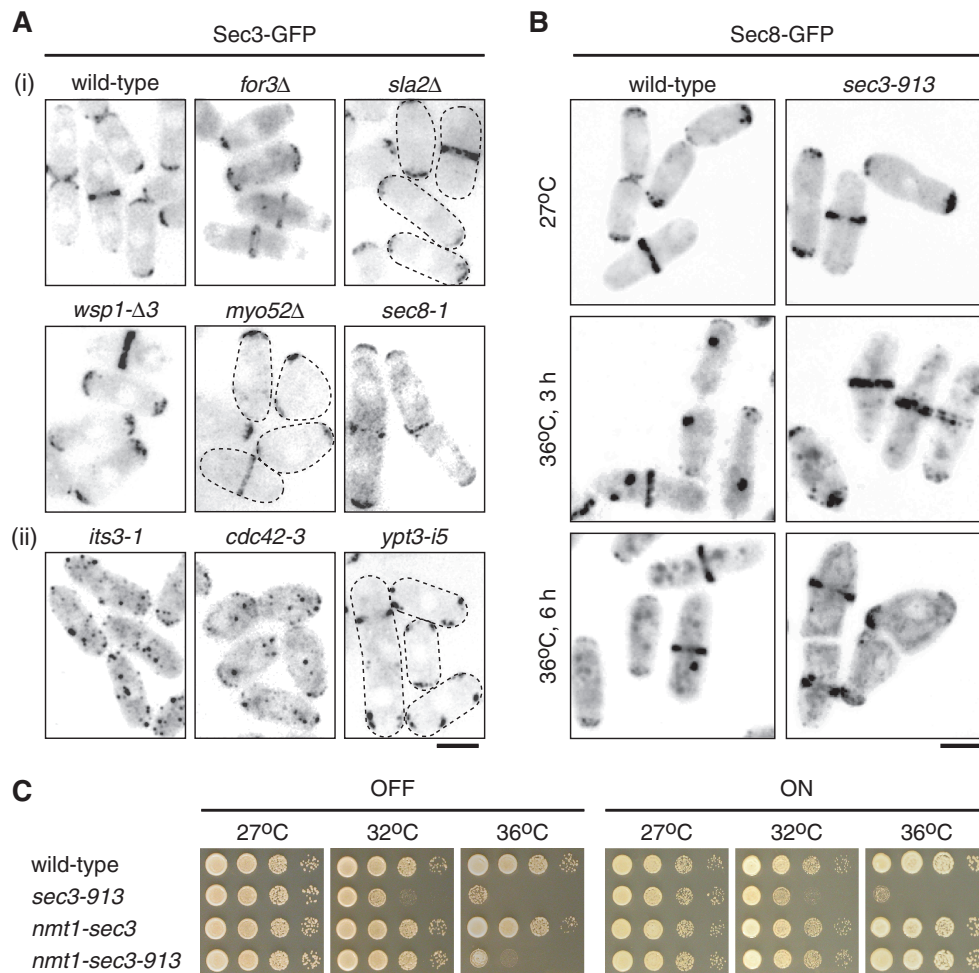 A
Sec3-GFP
(i)
wild-type for3Δ sla2Δ
wsp1-Δ3 myo52Δ sec8-1
(ii)
its3-1 cdc42-3 ypt3-i5
B
Sec8-GFP
wild-type sec3-913
27ºC
36ºC, 3 h
36ºC, 6 h
C
OFF ON
27ºC 32ºC 36ºC 27ºC 32ºC 36ºC
wild-type
sec3-913
nmt1-sec3
nmt1-sec3-913